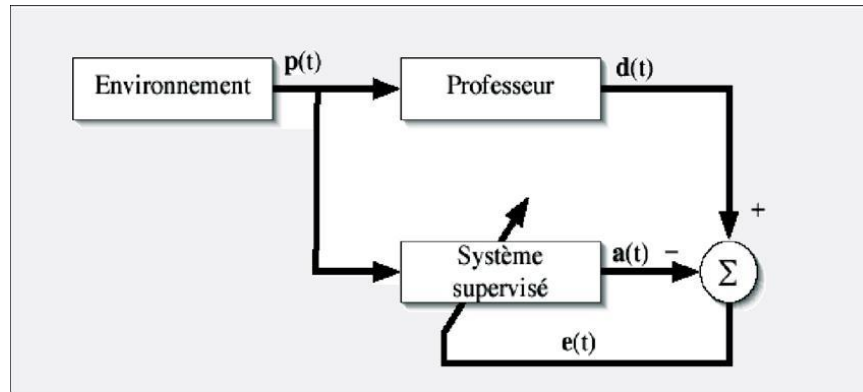 Environnement
p(t)
Professeur
d(t)
+
Système
supervisé
a(t)
−
Σ
e(t)